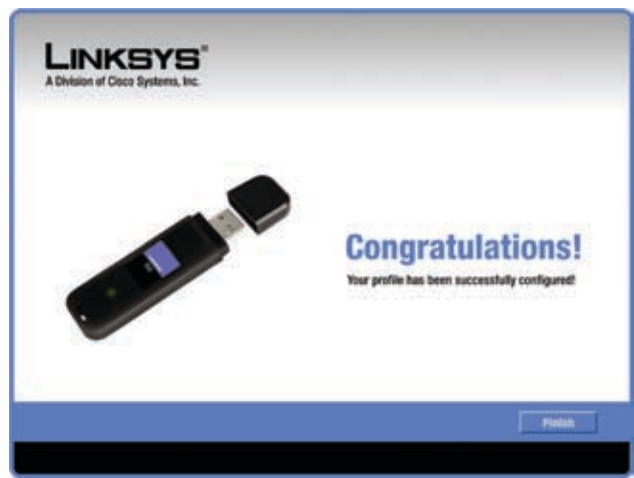 LINKSYS®
A Division of Cisco Systems, Inc.
Congratulations!
Your profile has been successfully configured!
Finish